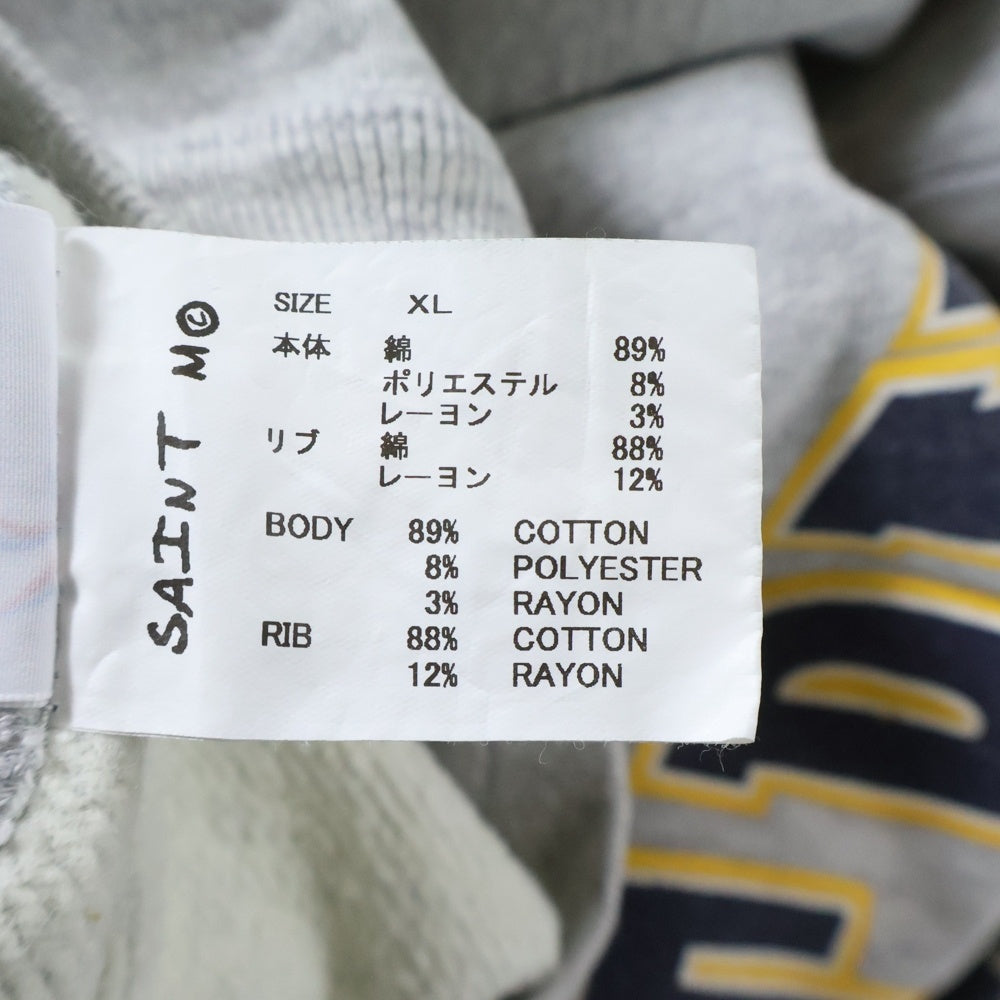 SAINT M©
SIZE XL
本体 綿 89%
ポリエステル 8%
レーヨン 3%
リブ 綿 88%
レーヨン 12%
BODY 89% COTTON
8% POLYESTER
3% RAYON
RIB 88% COTTON
12% RAYON